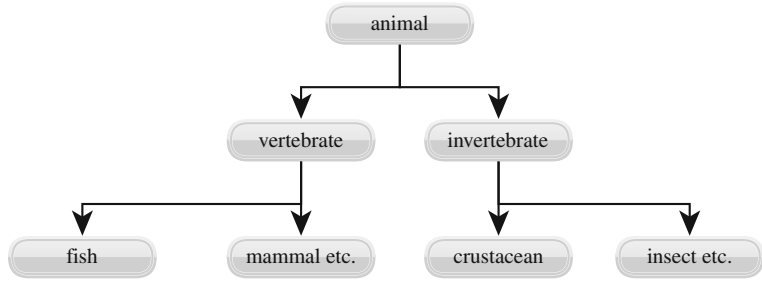 animal
vertebrate
invertebrate
fish
mammal etc.
crustacean
insect etc.